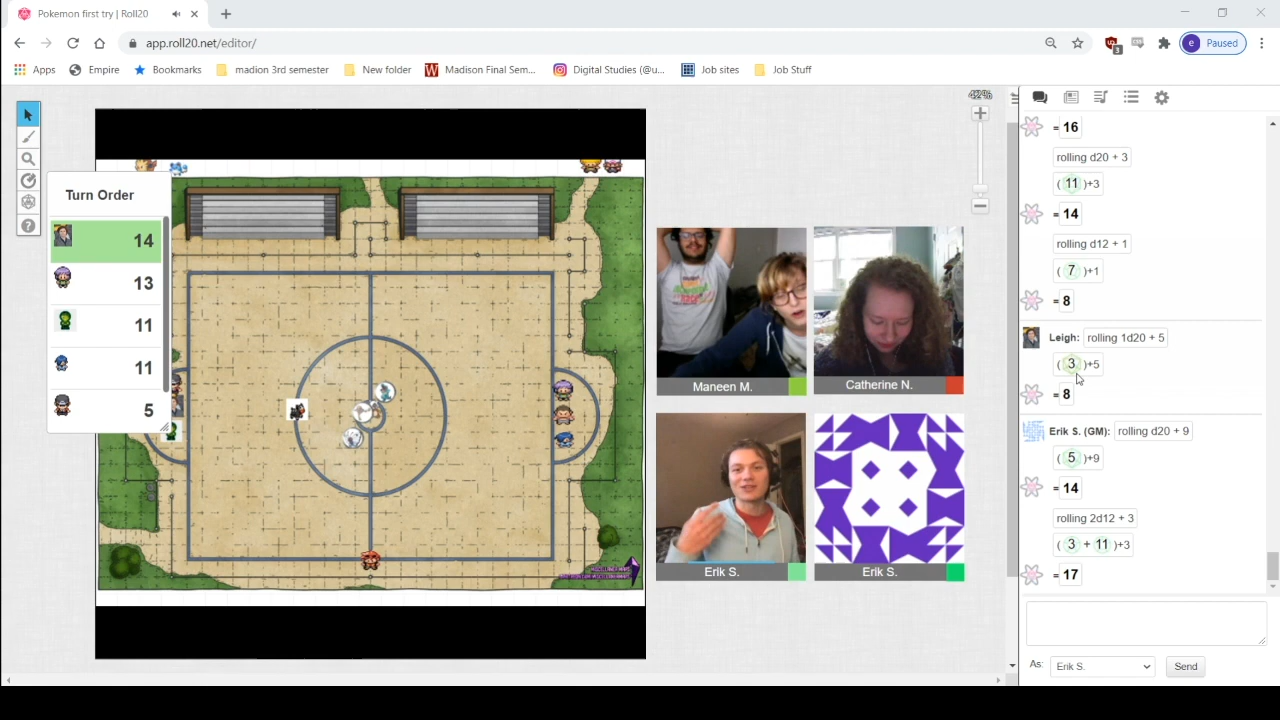 Pokemon first try | Roll20
app.roll20.net/editor/
3
e
Paused
Apps
Empire
Bookmarks
madion 3rd semester
New folder
W
Madison Final Sem...
Digital Studies (@u...
Job sites
Job Stuff
42%
Turn Order
14
13
11
11
5
Maneen M.
Catherine N.
Erik S.
Erik S.
= 16
rolling d20 + 3
( 11 )+3
= 14
rolling d12 + 1
( 7 )+1
= 8
Leigh: rolling 1d20 + 5
( 3 )+5
= 8
Erik S. (GM): rolling d20 + 9
( 5 )+9
= 14
rolling 2d12 + 3
( 3 + 11 )+3
= 17
As:
Erik S.
Send